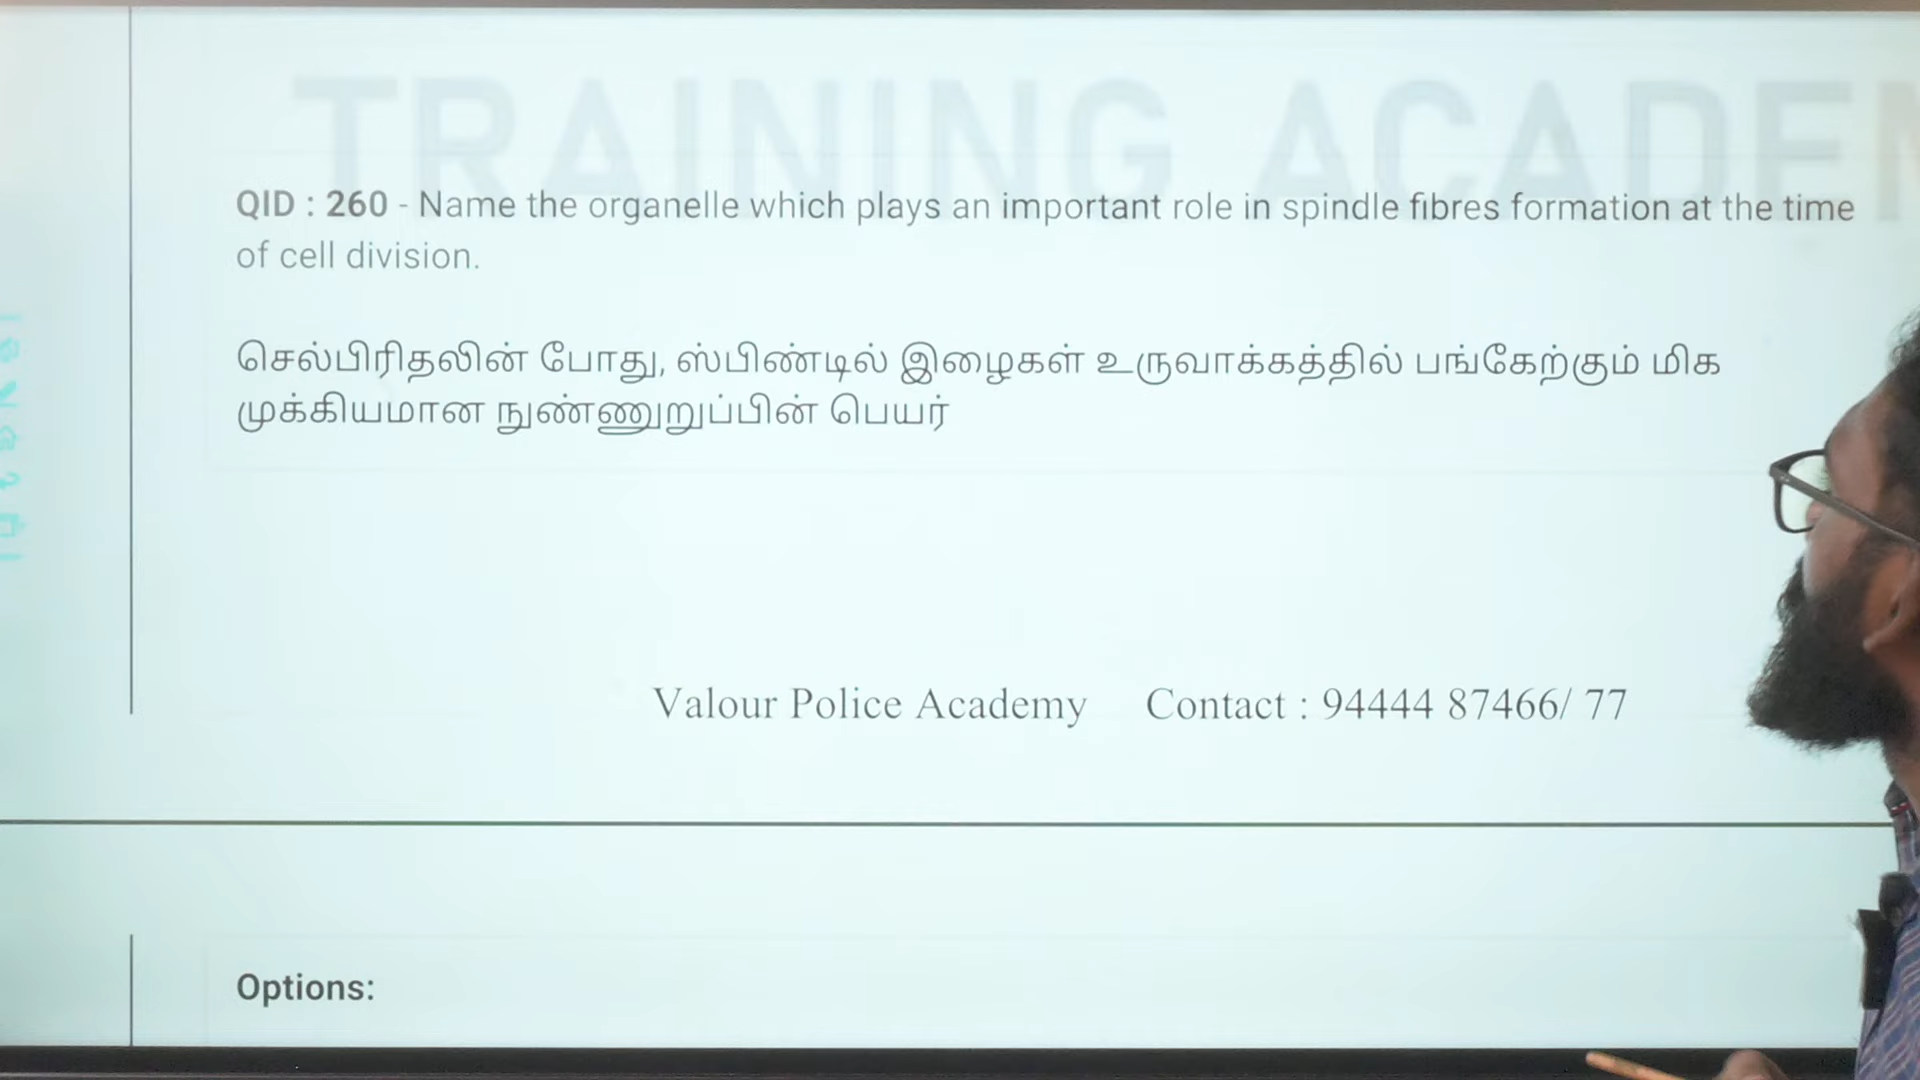 TRAINING ACADEM
QID : 260 - Name the organelle which plays an important role in spindle fibres formation at the time
of cell division.
செல்பிரிதலின் போது, ஸ்பிண்டில் இழைகள் உருவாக்கத்தில் பங்கேற்கும் மிக
முக்கியமான நுண்ணுறுப்பின் பெயர்
Valour Police Academy Contact : 94444 87466/ 77
Options: